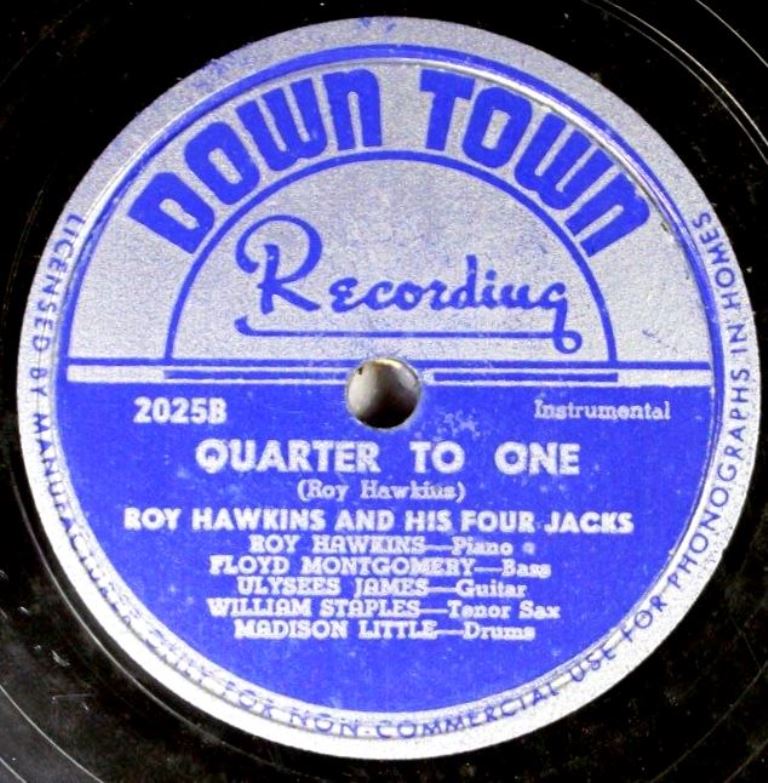 DOWN TOWN
Recording
2025B
Instrumental
QUARTER TO ONE
(Roy Hawkins)
ROY HAWKINS AND HIS FOUR JACKS
ROY HAWKINS—Piano
FLOYD MONTGOMERY—Bass
ULYSEES JAMES—Guitar
WILLIAM STAPLES—Tenor Sax
MADISON LITTLE—Drums
LICENSED BY MANUFACTURER ONLY FOR NON-COMMERCIAL USE FOR PHONOGRAPHS IN HOMES